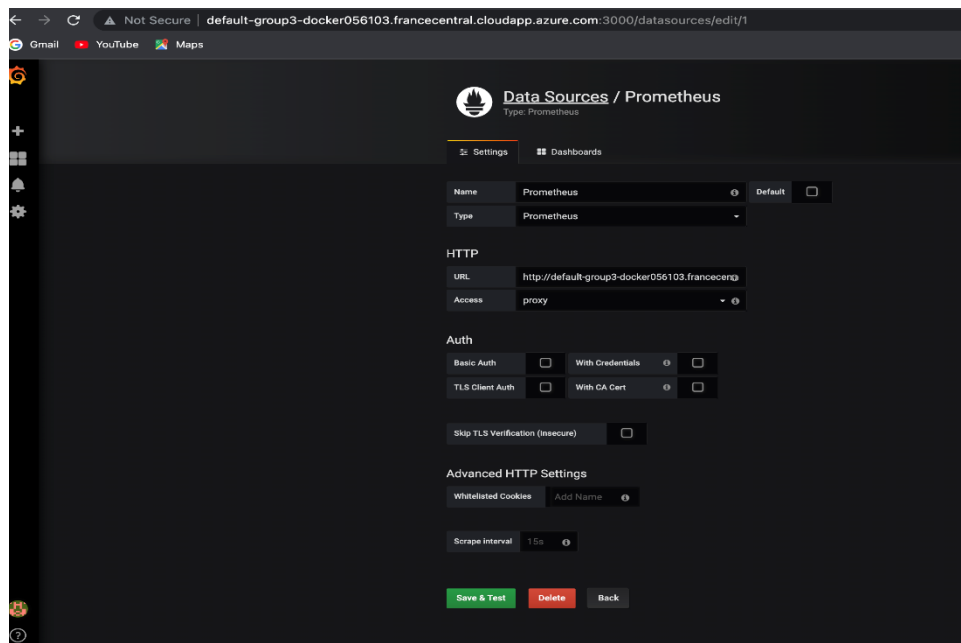 Not Secure | default-group3-docker056103.francecentral.cloudapp.azure.com:3000/datasources/edit/1
Gmail YouTube Maps
Data Sources / Prometheus
Type: Prometheus
Settings Dashboards
Name Prometheus Default
Type Prometheus
HTTP
URL http://default-group3-docker056103.francecen
Access proxy
Auth
Basic Auth With Credentials
TLS Client Auth With CA Cert
Skip TLS Verification (Insecure)
Advanced HTTP Settings
Whitelisted Cookies Add Name
Scrape interval 15s
Save & Test Delete Back